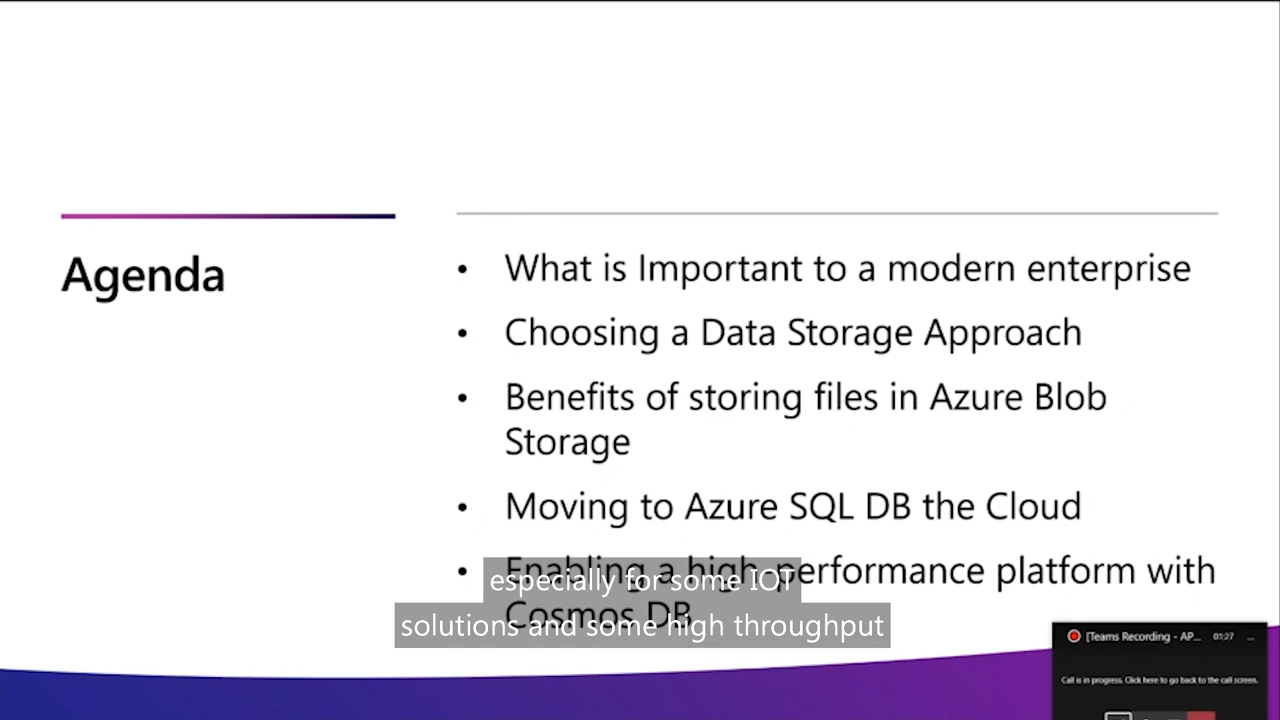 Agenda
• What is Important to a modern enterprise
• Choosing a Data Storage Approach
• Benefits of storing files in Azure Blob
Storage
• Moving to Azure SQL DB the Cloud
• Enabling a high-performance platform with
Cosmos DB
especially for some IOT
solutions and some high throughput
[Teams Recording - AP... 01:27 ...
Call is in progress. Click here to go back to the call screen.